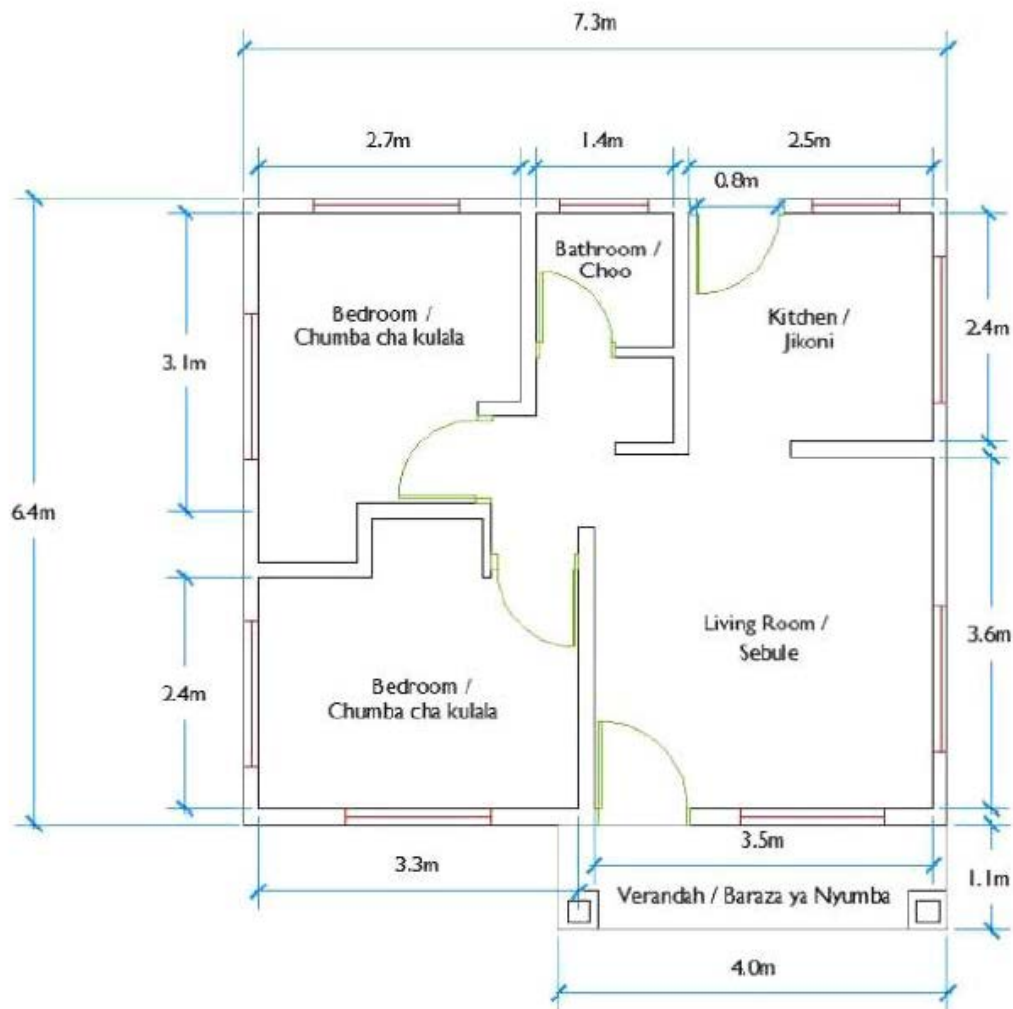 7.3m
2.7m
1.4m
2.5m
0.8m
Bathroom /
Choo
Bedroom /
Chumba cha kulala
Kitchen /
Jikoni
2.4m
3.1m
6.4m
Living Room /
Sebule
3.6m
2.4m
Bedroom /
Chumba cha kulala
3.5m
3.3m
1.1m
Verandah / Baraza ya Nyumba
4.0m